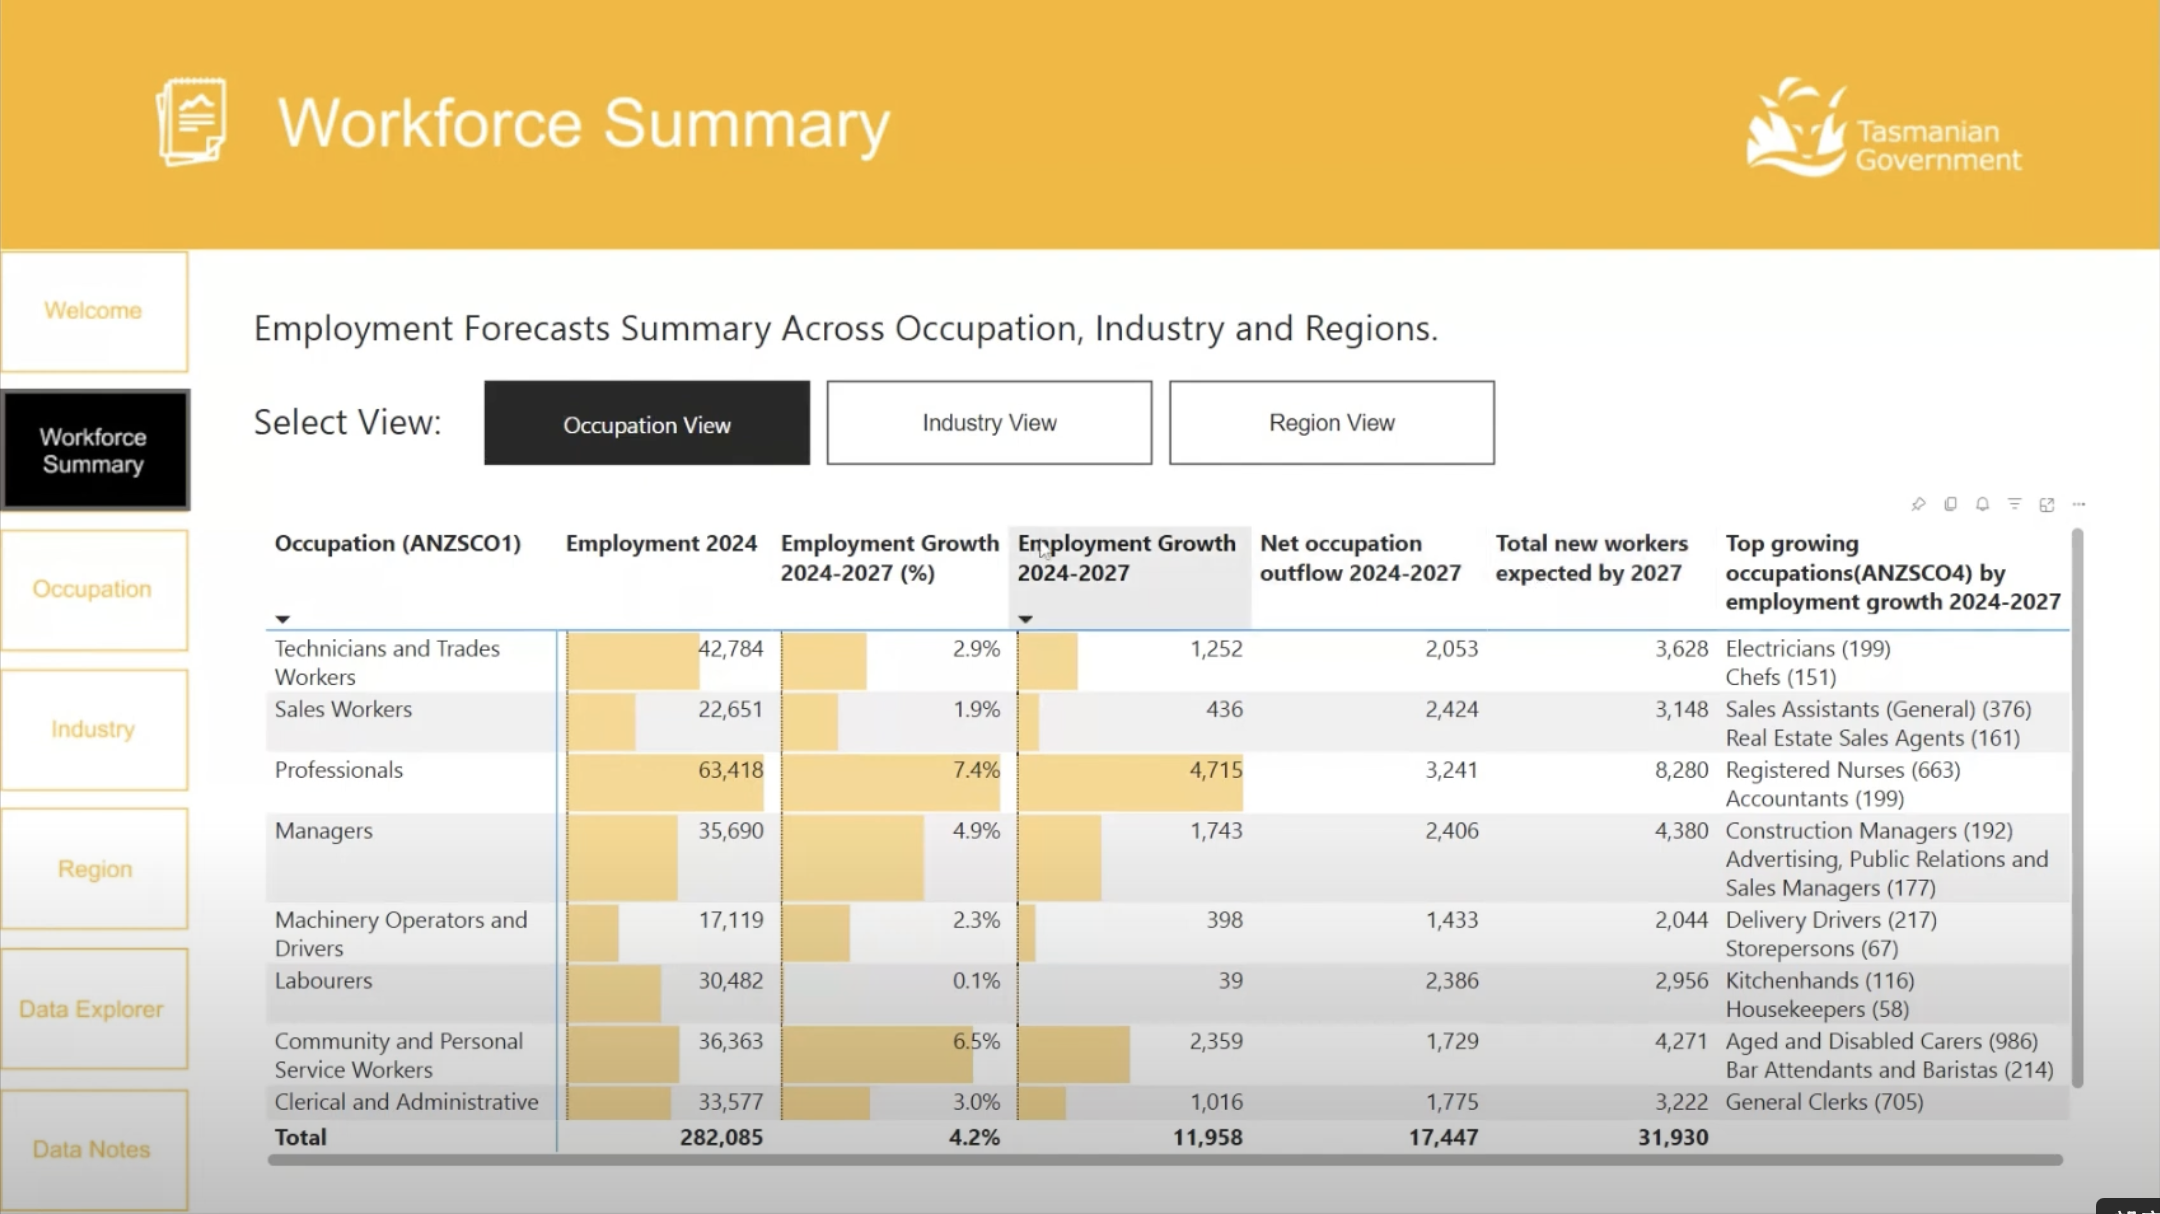 Workforce Summary
Tasmanian
Government
Welcome
Workforce
Summary
Occupation
Industry
Region
Data Explorer
Data Notes
Employment Forecasts Summary Across Occupation, Industry and Regions.
Select View:
Occupation View
Industry View
Region View
Occupation (ANZSCO1)
Employment 2024
Employment Growth
2024-2027 (%)
Employment Growth
2024-2027
Net occupation
outflow 2024-2027
Total new workers
expected by 2027
Top growing
occupations(ANZSCO4) by
employment growth 2024-2027
Technicians and Trades
Workers
42,784
2.9%
1,252
2,053
3,628
Electricians (199)
Chefs (151)
Sales Workers
22,651
1.9%
436
2,424
3,148
Sales Assistants (General) (376)
Real Estate Sales Agents (161)
Professionals
63,418
7.4%
4,715
3,241
8,280
Registered Nurses (663)
Accountants (199)
Managers
35,690
4.9%
1,743
2,406
4,380
Construction Managers (192)
Advertising, Public Relations and
Sales Managers (177)
Machinery Operators and
Drivers
17,119
2.3%
398
1,433
2,044
Delivery Drivers (217)
Storepersons (67)
Labourers
30,482
0.1%
39
2,386
2,956
Kitchenhands (116)
Housekeepers (58)
Community and Personal
Service Workers
36,363
6.5%
2,359
1,729
4,271
Aged and Disabled Carers (986)
Bar Attendants and Baristas (214)
Clerical and Administrative
33,577
3.0%
1,016
1,775
3,222
General Clerks (705)
Total
282,085
4.2%
11,958
17,447
31,930